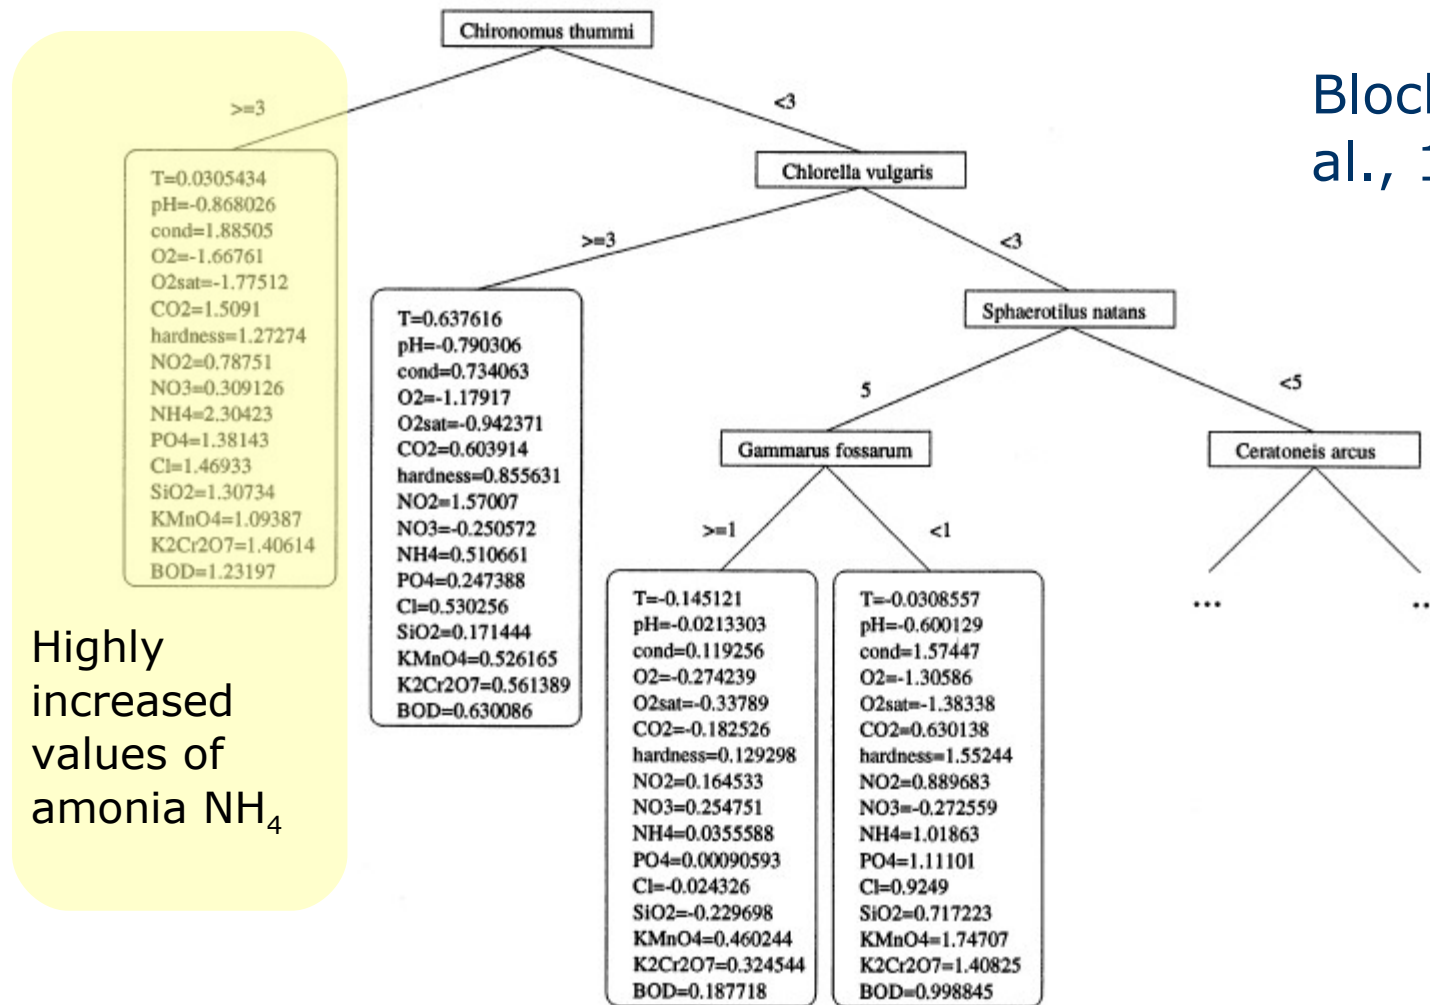 Chironomus thummi
>=3
<3
Bloc
al.,
T=0.0305434
pH=-0.868026
cond=1.88505
O2=-1.66761
O2sat=-1.77512
CO2=1.5091
hardness=1.27274
NO2=0.78751
NO3=0.309126
NH4=2.30423
PO4=1.38143
Cl=1.46933
SiO2=1.30734
KMnO4=1.09387
K2Cr2O7=1.40614
BOD=1.23197
Highly
increased
values of
amonia NH4
Chlorella vulgaris
>=3
<3
T=0.637616
pH=-0.790306
cond=0.734063
O2=-1.17917
O2sat=-0.942371
CO2=0.603914
hardness=0.855631
NO2=1.57007
NO3=-0.250572
NH4=0.510661
PO4=0.247388
Cl=0.530256
SiO2=0.171444
KMnO4=0.526165
K2Cr2O7=0.561389
BOD=0.630086
Sphaerotilus natans
5
<5
Gammarus fossarum
>=1
<1
T=-0.145121
pH=-0.0213303
cond=0.119256
O2=-0.274239
O2sat=-0.33789
CO2=-0.182526
hardness=0.129298
NO2=0.164533
NO3=0.254751
NH4=0.0355588
PO4=0.00090593
Cl=-0.024326
SiO2=-0.229698
KMnO4=0.460244
K2Cr2O7=0.324544
BOD=0.187718
T=-0.0308557
pH=-0.600129
cond=1.57447
O2=-1.30586
O2sat=-1.38338
CO2=0.630138
hardness=1.55244
NO2=0.889683
NO3=-0.272559
NH4=1.01863
PO4=1.11101
Cl=0.9249
SiO2=0.717223
KMnO4=1.74707
K2Cr2O7=1.40825
BOD=0.998845
Ceratoneis arcus
...
..